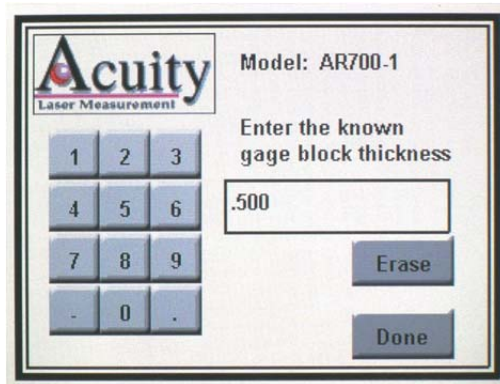 Acuity
Laser Measurement
Model: AR700-1
Enter the known
gage block thickness
.500
1 2 3
4 5 6
7 8 9
- 0 .
Erase
Done